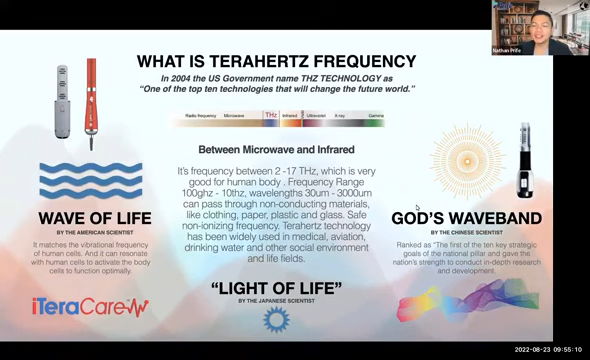 Nathan Prife
WHAT IS TERAHERTZ FREQUENCY
In 2004 the US Government name THZ TECHNOLOGY as
“One of the top ten technologies that will change the future world.”
Radio frequency Microwave THz Infrared Ultraviolet X-ray Gamma
Between Microwave and Infrared
It's frequency between 2 -17 THz, which is very
good for human body . Frequency Range
100ghz - 10thz, wavelengths 30um - 3000um
can pass through non-conducting materials,
like clothing, paper, plastic and glass. Safe
non-ionizing frequency. Terahertz technology
has been widely used in medical, aviation,
drinking water and other social environment
and life fields.
WAVE OF LIFE
BY THE AMERICAN SCIENTIST
It matches the vibrational frequency
of human cells. And it can resonate
with human cells to activate the body
cells to function optimally.
iTeraCare
“LIGHT OF LIFE”
BY THE JAPANESE SCIENTIST
GOD'S WAVEBAND
BY THE CHINESE SCIENTIST
Ranked as “The first of the ten key strategic
goals of the national pillar and gave the
nation's strength to conduct in-depth research
and development.
2022-08-23 09:55:10